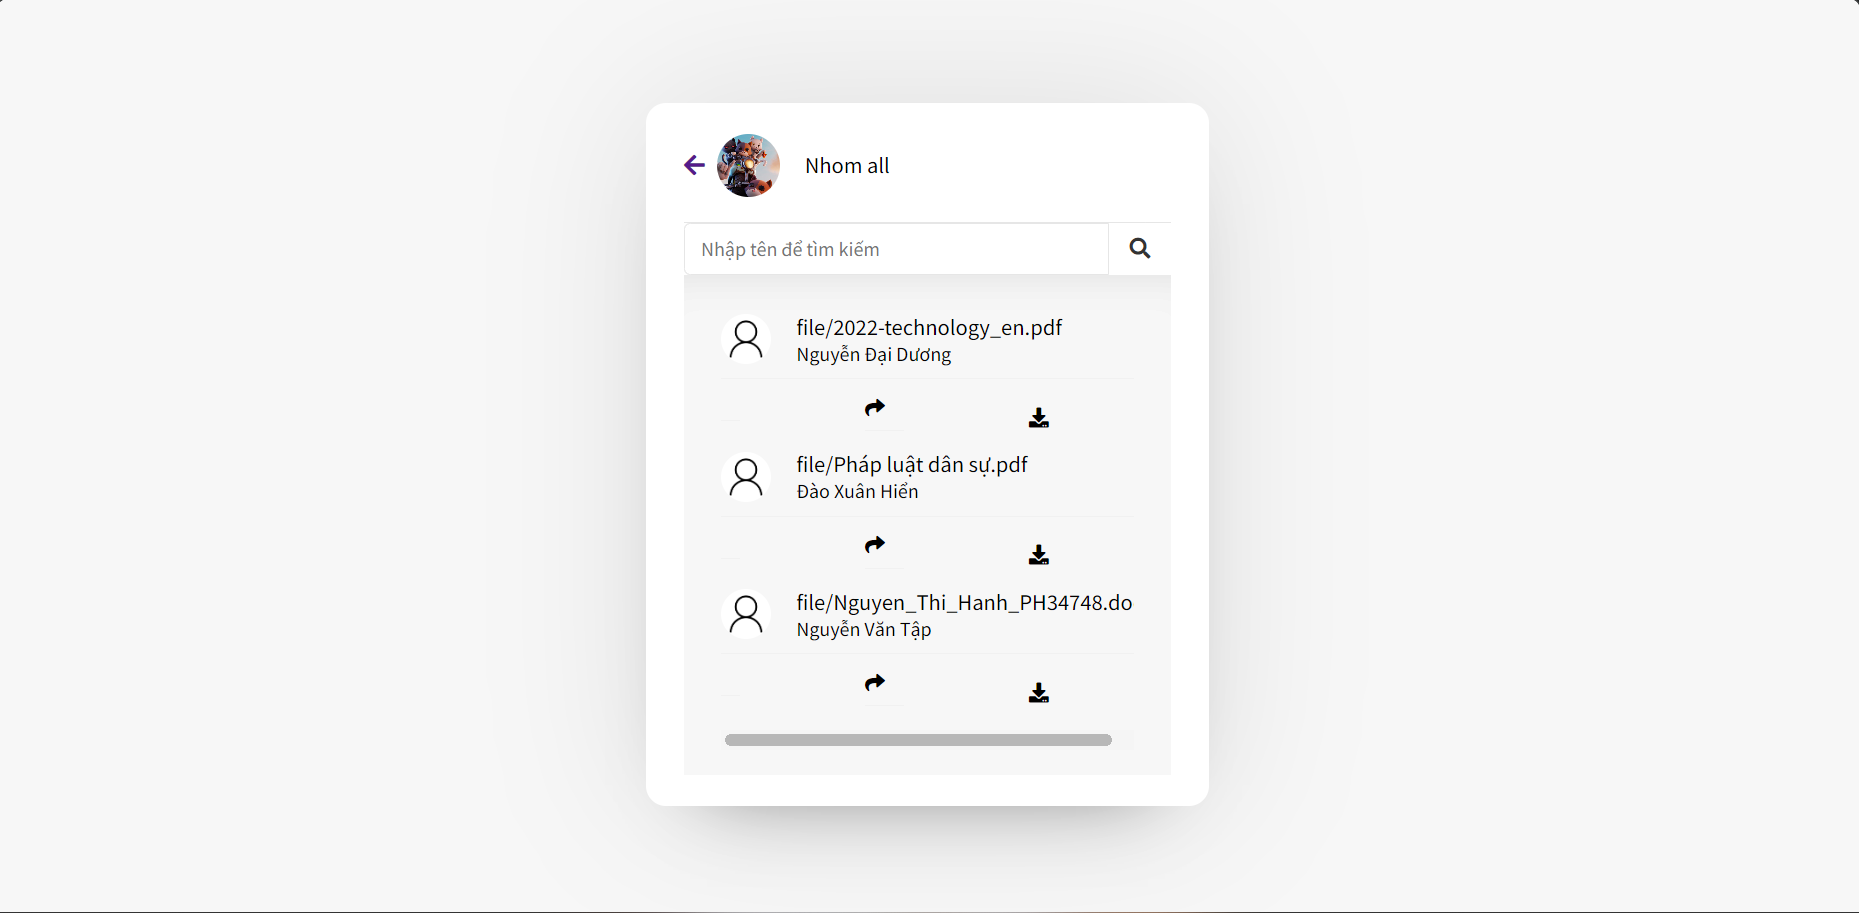 Nhom all
Nhập tên để tìm kiếm
file/2022-technology_en.pdf
Nguyễn Đại Dương
file/Pháp luật dân sự.pdf
Đào Xuân Hiển
file/Nguyen_Thi_Hanh_PH34748.do
Nguyễn Văn Tập